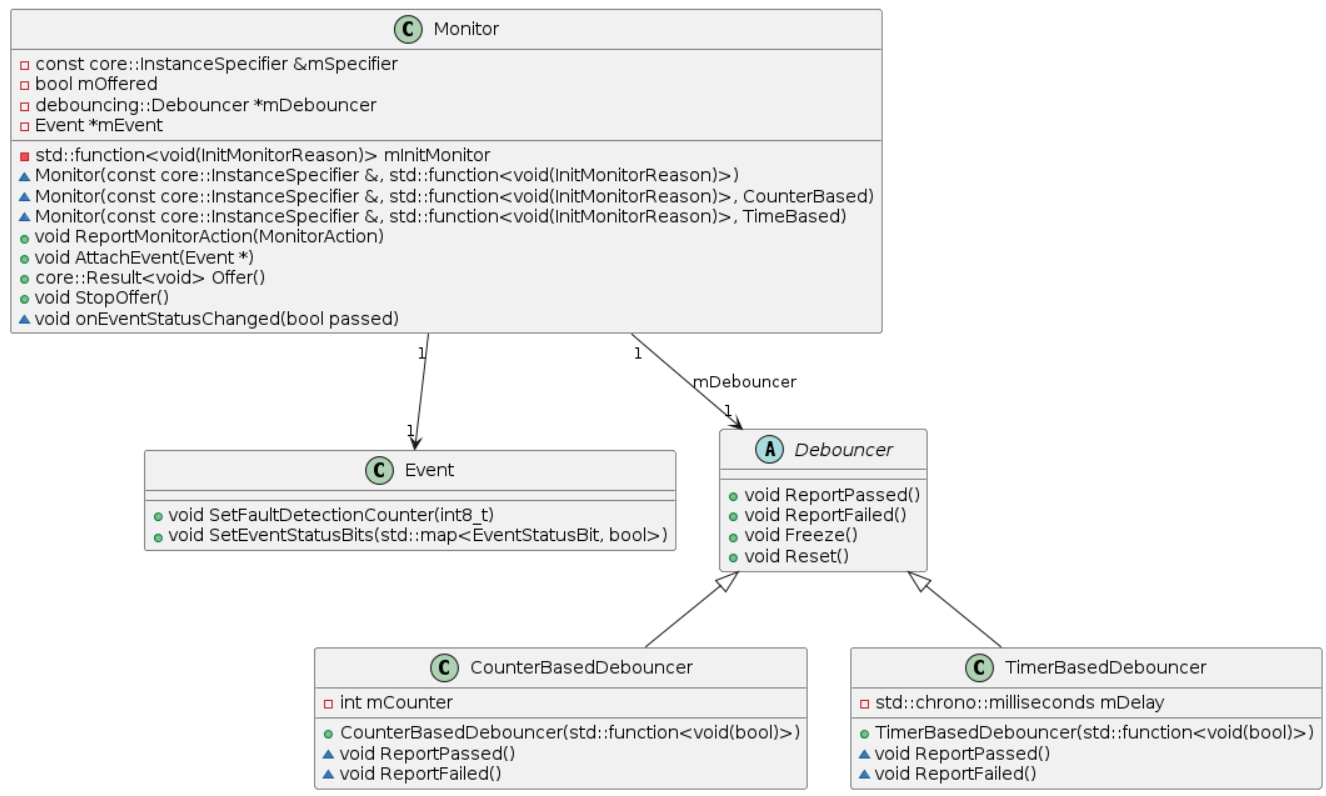 C Monitor
const core::InstanceSpecifier &mSpecifier
bool mOffered
debouncing::Debouncer *mDebouncer
Event *mEvent
std::function<void(InitMonitorReason)> mInitMonitor
Monitor(const core::InstanceSpecifier &, std::function<void(InitMonitorReason)>)
Monitor(const core::InstanceSpecifier &, std::function<void(InitMonitorReason)>, CounterBased)
Monitor(const core::InstanceSpecifier &, std::function<void(InitMonitorReason)>, TimeBased)
void ReportMonitorAction(MonitorAction)
void AttachEvent(Event *)
core::Result<void> Offer()
void StopOffer()
void onEventStatusChanged(bool passed)
1
1
mDebouncer
1
1
C Event
void SetFaultDetectionCounter(int8_t)
void SetEventStatusBits(std::map<EventStatusBit, bool>)
A Debouncer
void ReportPassed()
void ReportFailed()
void Freeze()
void Reset()
C CounterBasedDebouncer
int mCounter
CounterBasedDebouncer(std::function<void(bool)>)
void ReportPassed()
void ReportFailed()
C TimerBasedDebouncer
std::chrono::milliseconds mDelay
TimerBasedDebouncer(std::function<void(bool)>)
void ReportPassed()
void ReportFailed()